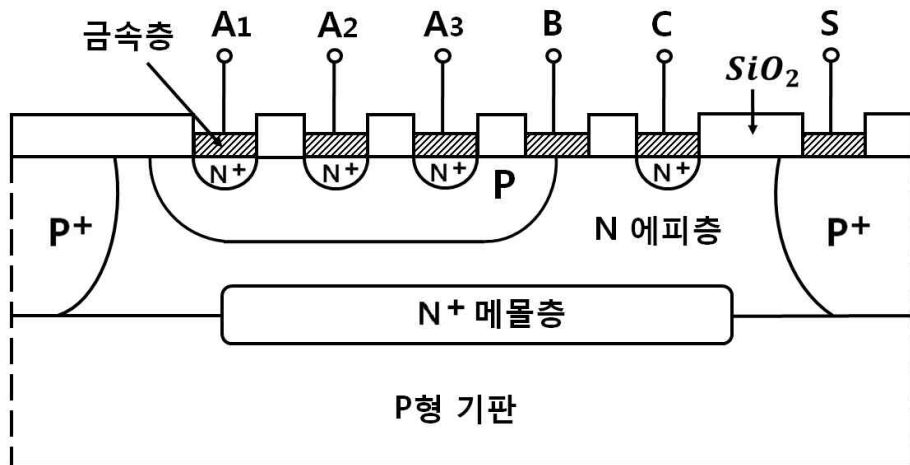 금속층 A1 A2 A3 B C SiO2 S
N+ N+ N+ P N+
P+ N 에피층 P+
N+ 메몰층
P형 기판